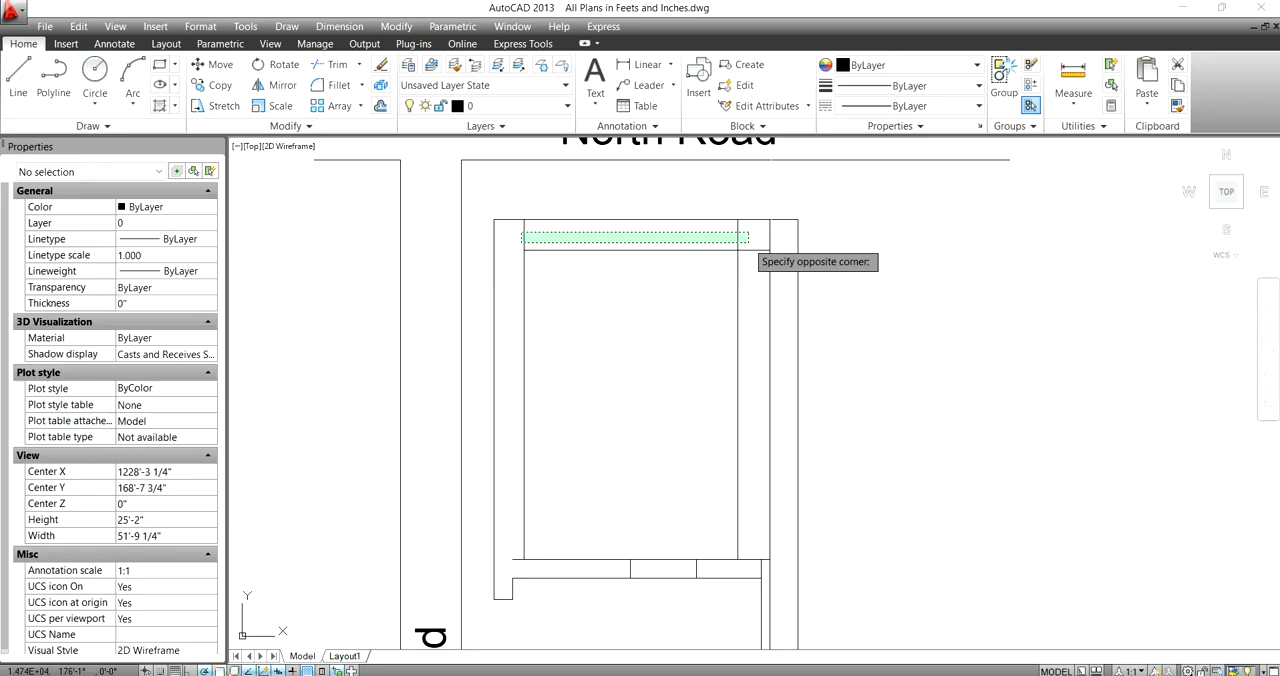 AutoCAD 2013 All Plans in Feets and Inches.dwg
File Edit View Insert Format Tools Draw Dimension Modify Parametric Window Help Express
Home Insert Annotate Layout Parametric View Manage Output Plug-ins Online Express Tools
Line Polyline Circle Arc
Draw
Move Rotate Trim
Copy Mirror Fillet
Stretch Scale Array
Modify
Unsaved Layer State
0
Layers
Text
Linear
Leader
Table
Annotation
Insert
Create
Edit
Edit Attributes
Block
ByLayer
ByLayer
ByLayer
Properties
Group
Groups
Measure
Utilities
Paste
Clipboard
Properties
No selection
General
Color ByLayer
Layer 0
Linetype ByLayer
Linetype scale 1.000
Lineweight ByLayer
Transparency ByLayer
Thickness 0"
3D Visualization
Material ByLayer
Shadow display Casts and Receives S...
Plot style
Plot style ByColor
Plot style table None
Plot table attache... Model
Plot table type Not available
View
Center X 1228'-3 1/4"
Center Y 168'-7 3/4"
Center Z 0"
Height 25'-2"
Width 51'-9 1/4"
Misc
Annotation scale 1:1
UCS icon On Yes
UCS icon at origin Yes
UCS per viewport Yes
UCS Name
Visual Style 2D Wireframe
[−][Top][2D Wireframe]
North Road
N
W TOP E
S
WCS
Specify opposite corner:
d
Y
X
Model Layout1
1.474E+04, 176'-1" , 0'-0"
MODEL 1:1